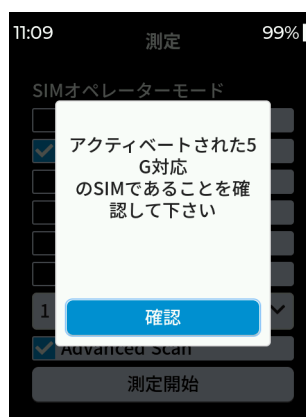 11:09
測定
99%
SIMオペレーターモード
アクティベートされた5
G対応
のSIMであることを確
認して下さい
1
確認
Advanced Scan
測定開始